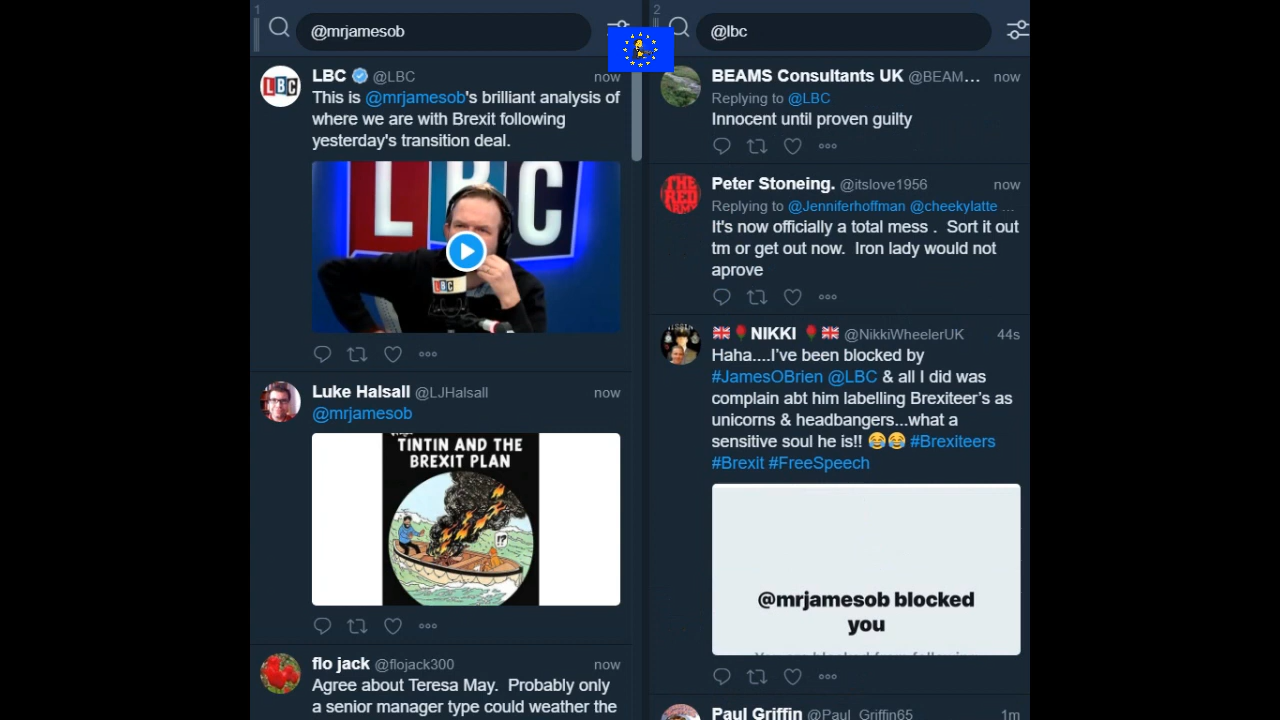 1
@mrjamesob
LBC @LBC now
This is @mrjamesob's brilliant analysis of
where we are with Brexit following
yesterday's transition deal.
LBC
LBC
Luke Halsall @LJHalsall now
@mrjamesob
TINTIN AND THE
BREXIT PLAN
!?
flo jack @flojack300 now
Agree about Teresa May. Probably only
a senior manager type could weather the
2
@lbc
BEAMS Consultants UK @BEAM... now
Replying to @LBC
Innocent until proven guilty
THE
RED
ARMY
Peter Stoneing. @itslove1956 now
Replying to @Jenniferhoffman @cheekylatte ...
It's now officially a total mess . Sort it out
tm or get out now. Iron lady would not
aprove
🇬🇧🌹NIKKI 🌹🇬🇧 @NikkiWheelerUK 44s
Haha....I've been blocked by
#JamesOBrien @LBC & all I did was
complain abt him labelling Brexiteer's as
unicorns & headbangers...what a
sensitive soul he is!! 😂😂 #Brexiteers
#Brexit #FreeSpeech
@mrjamesob blocked
you
Paul Griffin @Paul_Griffin65 1m